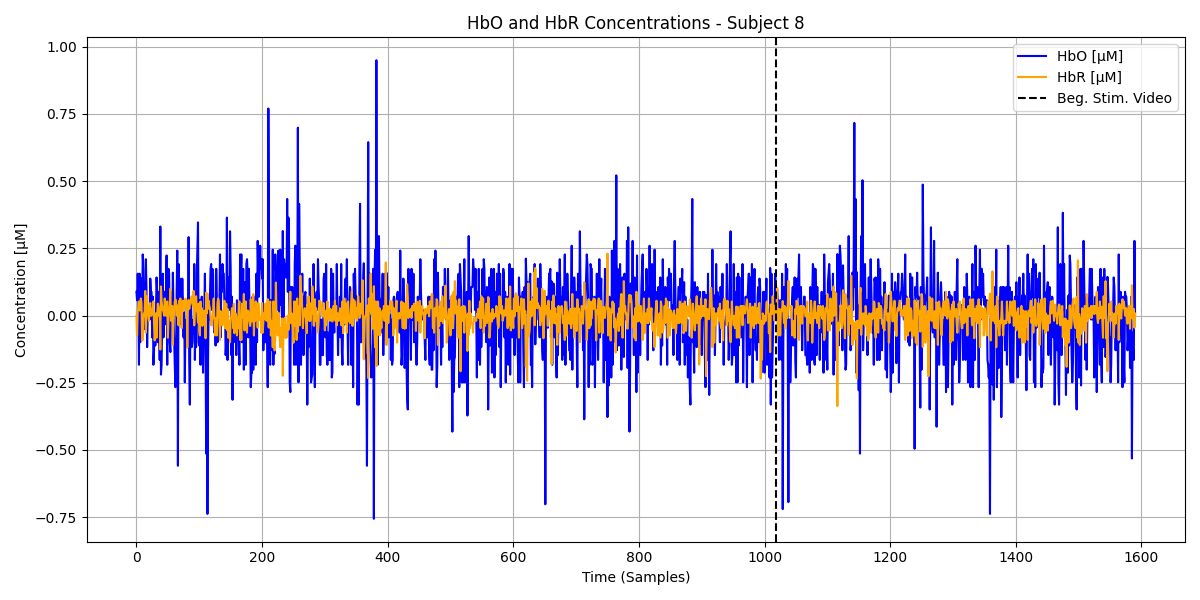 HbO and HbR Concentrations - Subject 8
HbO [µM]
HbR [µM]
Beg. Stim. Video
Concentration [µM]
1.00
0.75
0.50
0.25
0.00
−0.25
−0.50
−0.75
0 200 400 600 800 1000 1200 1400 1600
Time (Samples)